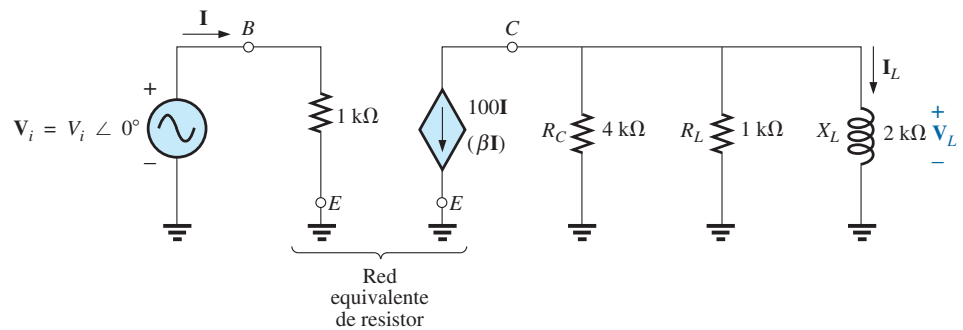 I
B
C
+
V_i = V_i ∠ 0°
–
1 kΩ
E
100I
(βI)
E
R_C
4 kΩ
R_L
1 kΩ
I_L
X_L
2 kΩ
+
V_L
–
Red
equivalente
de resistor